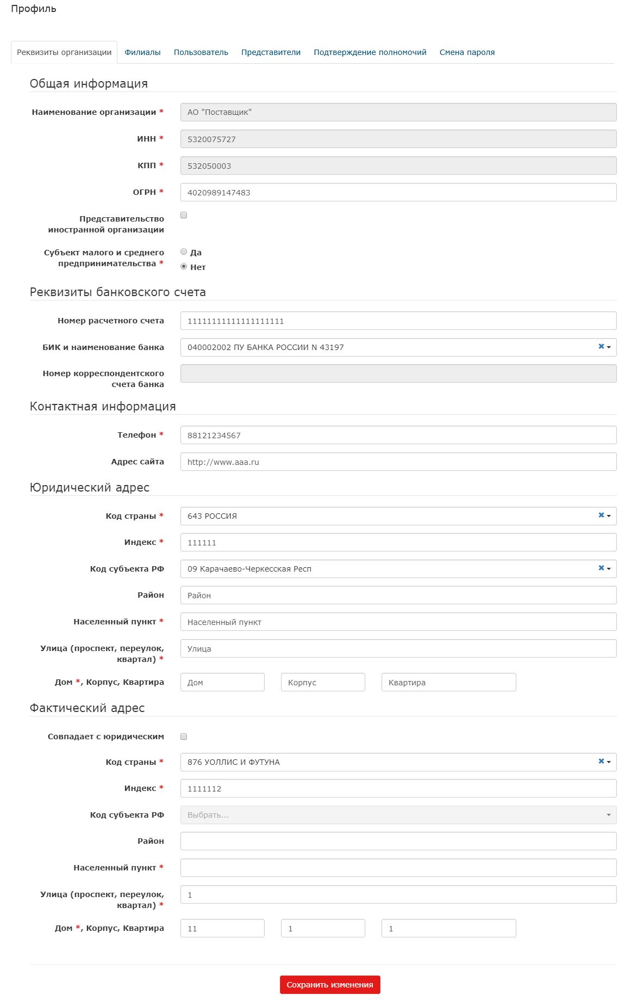 Профиль
Реквизиты организации Филиалы Пользователь Представители Подтверждение полномочий Смена пароля
Общая информация
Наименование организации * АО "Поставщик"
ИНН * 5320075727
КПП * 532050003
ОГРН * 4020989147483
Представительство
иностранной организации
Субъект малого и среднего
предпринимательства *
Да
Нет
Реквизиты банковского счета
Номер расчетного счета 11111111111111111111
БИК и наименование банка 040002002 ПУ БАНКА РОССИИ N 43197
Номер корреспондентского
счета банка
Контактная информация
Телефон * 88121234567
Адрес сайта http://www.aaa.ru
Юридический адрес
Код страны * 643 РОССИЯ
Индекс * 111111
Код субъекта РФ 09 Карачаево-Черкесская Респ
Район Район
Населенный пункт * Населенный пункт
Улица (проспект, переулок,
квартал) *
Улица
Дом *, Корпус, Квартира Дом Корпус Квартира
Фактический адрес
Совпадает с юридическим
Код страны * 876 УОЛЛИС И ФУТУНА
Индекс * 1111112
Код субъекта РФ Выбрать...
Район
Населенный пункт *
Улица (проспект, переулок,
квартал) *
1
Дом *, Корпус, Квартира 11 1 1
Сохранить изменения